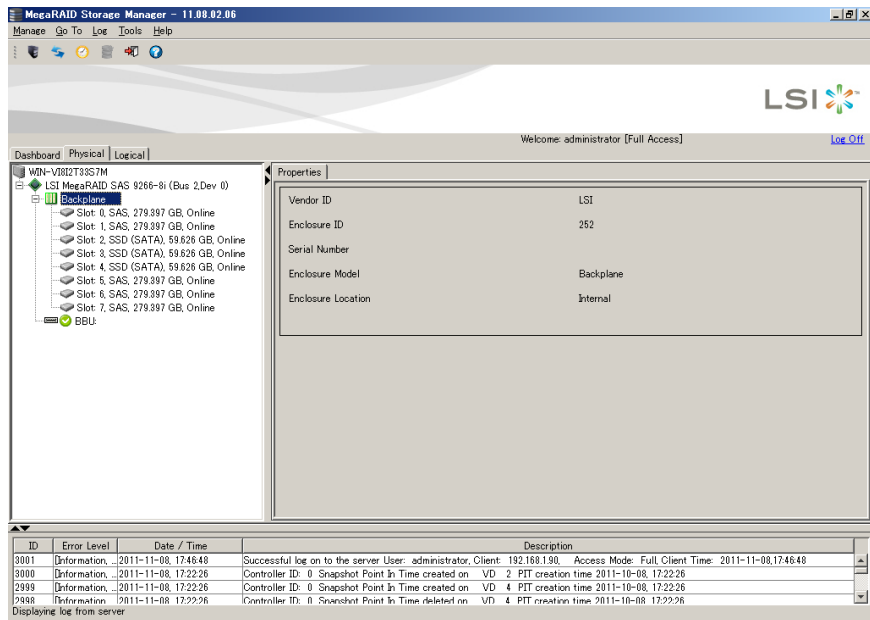 MegaRAID Storage Manager - 11.08.02.06
Manage Go To Log Tools Help
LSI
Welcome: administrator [Full Access]
Log Off
Dashboard Physical Logical
WIN-VI8I2T33S7M
LSI MegaRAID SAS 9266-8i (Bus 2,Dev 0)
Backplane
Slot: 0, SAS, 279.397 GB, Online
Slot: 1, SAS, 279.397 GB, Online
Slot: 2, SSD (SATA), 59.626 GB, Online
Slot: 3, SSD (SATA), 59.626 GB, Online
Slot: 4, SSD (SATA), 59.626 GB, Online
Slot: 5, SAS, 279.397 GB, Online
Slot: 6, SAS, 279.397 GB, Online
Slot: 7, SAS, 279.397 GB, Online
BBU:
Properties
Vendor ID LSI
Enclosure ID 252
Serial Number
Enclosure Model Backplane
Enclosure Location Internal
ID Error Level Date / Time Description
3001 [Information, ... 2011-11-08, 17:46:48 Successful log on to the server User: administrator, Client: 192.168.1.90, Access Mode: Full, Client Time: 2011-11-08,17:46:48
3000 [Information, ... 2011-11-08, 17:22:26 Controller ID: 0 Snapshot Point In Time created on VD 2 PIT creation time 2011-10-08, 17:22:26
2999 [Information, ... 2011-11-08, 17:22:26 Controller ID: 0 Snapshot Point In Time created on VD 4 PIT creation time 2011-10-08, 17:22:26
2998 [Information, ... 2011-11-08, 17:22:26 Controller ID: 0 Snapshot Point In Time deleted on VD 4 PIT creation time 2011-10-08, 17:22:26
Displaying log from server